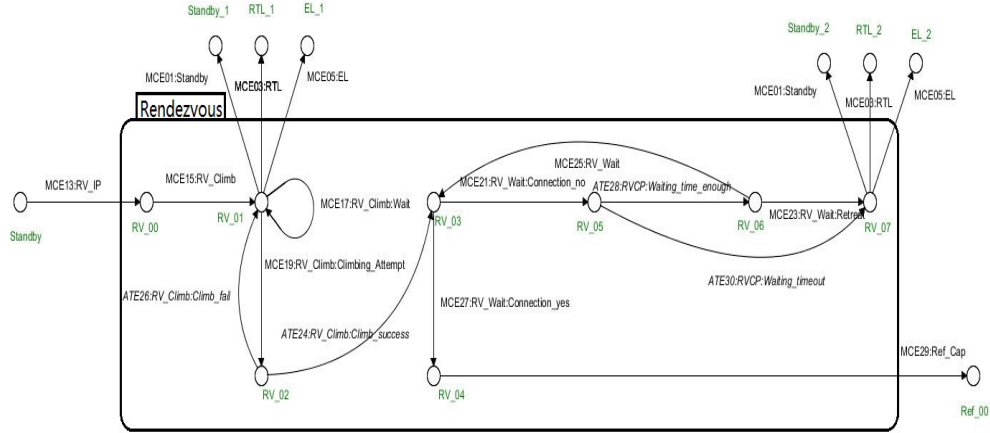 Standby_1 RTL_1 EL_1
Standby_2 RTL_2 EL_2
MCE01:Standby MCE03:RTL MCE05:EL
MCE01:Standby MCE03:RTL MCE05:EL
Rendezvous
MCE13:RV_IP MCE15:RV_Climb
MCE25:RV_Wait
MCE21:RV_Wait:Connection_no ATE28:RVCP:Waiting_time_enough
MCE17:RV_Climb:Wait
MCE23:RV_Wait:Retreat
Standby RV_00 RV_01 RV_03 RV_05 RV_06 RV_07
MCE19:RV_Climb:Climbing_Attempt
ATE30:RVCP:Waiting_timeout
ATE26:RV_Climb:Climb_fail
MCE27:RV_Wait:Connection_yes
ATE24:RV_Climb:Climb_success
MCE29:Ref_Cap
RV_02 RV_04
Ref_00